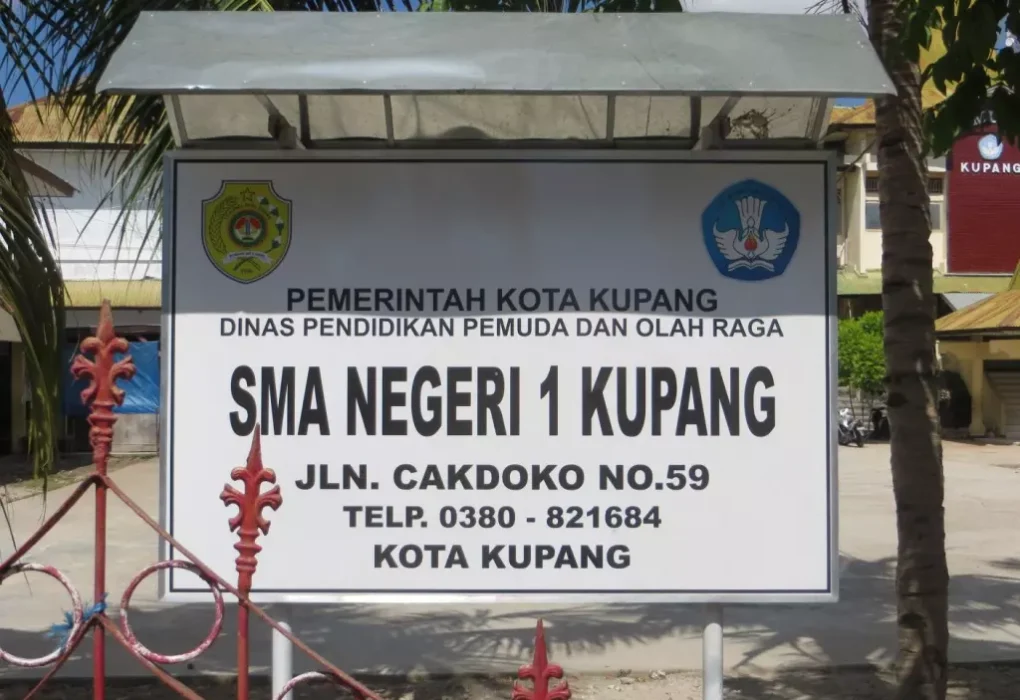 PEMERINTAH KOTA KUPANG
DINAS PENDIDIKAN PEMUDA DAN OLAH RAGA
SMA NEGERI 1 KUPANG
JLN. CAKDOKO NO.59
TELP. 0380 - 821684
KOTA KUPANG
KUPANG